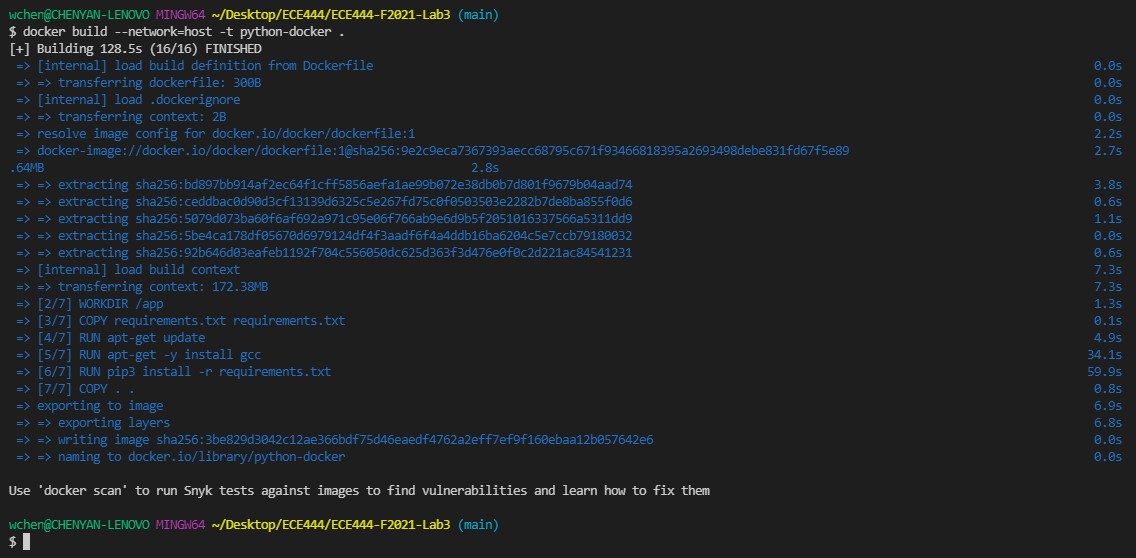 wchen@CHENYAN-LENOVO MINGW64 ~/Desktop/ECE444/ECE444-F2021-Lab3 (main)
$ docker build --network=host -t python-docker .
[+] Building 128.5s (16/16) FINISHED
=> [internal] load build definition from Dockerfile 0.0s
=> => transferring dockerfile: 300B 0.0s
=> [internal] load .dockerignore 0.0s
=> => transferring context: 2B 0.0s
=> resolve image config for docker.io/docker/dockerfile:1 2.2s
=> docker-image://docker.io/docker/dockerfile:1@sha256:9e2c9eca7367393aecc68795c671f93466818395a2693498debe831fd67f5e89 2.7s
.64MB 2.8s
=> => extracting sha256:bd897bb914af2ec64f1cff5856aefa1ae99b072e38db0b7d801f9679b04aad74 3.8s
=> => extracting sha256:ceddbac0d90d3cf13139d6325c5e267fd75c0f0503503e2282b7de8ba855f0d6 0.6s
=> => extracting sha256:5079d073ba60f6af692a971c95e06f766ab9e6d9b5f2051016337566a5311dd9 1.1s
=> => extracting sha256:5be4ca178df05670d6979124df4f3aadf6f4a4ddb16ba6204c5e7ccb79180032 0.0s
=> => extracting sha256:92b646d03eafeb1192f704c556050dc625d363f3d476e0f0c2d221ac84541231 0.6s
=> [internal] load build context 7.3s
=> => transferring context: 172.38MB 7.3s
=> [2/7] WORKDIR /app 1.3s
=> [3/7] COPY requirements.txt requirements.txt 0.1s
=> [4/7] RUN apt-get update 4.9s
=> [5/7] RUN apt-get -y install gcc 34.1s
=> [6/7] RUN pip3 install -r requirements.txt 59.9s
=> [7/7] COPY . . 0.8s
=> exporting to image 6.9s
=> => exporting layers 6.8s
=> => writing image sha256:3be829d3042c12ae366bdf75d46eaedf4762a2eff7ef9f160ebaa12b057642e6 0.0s
=> => naming to docker.io/library/python-docker 0.0s
Use 'docker scan' to run Snyk tests against images to find vulnerabilities and learn how to fix them
wchen@CHENYAN-LENOVO MINGW64 ~/Desktop/ECE444/ECE444-F2021-Lab3 (main)
$